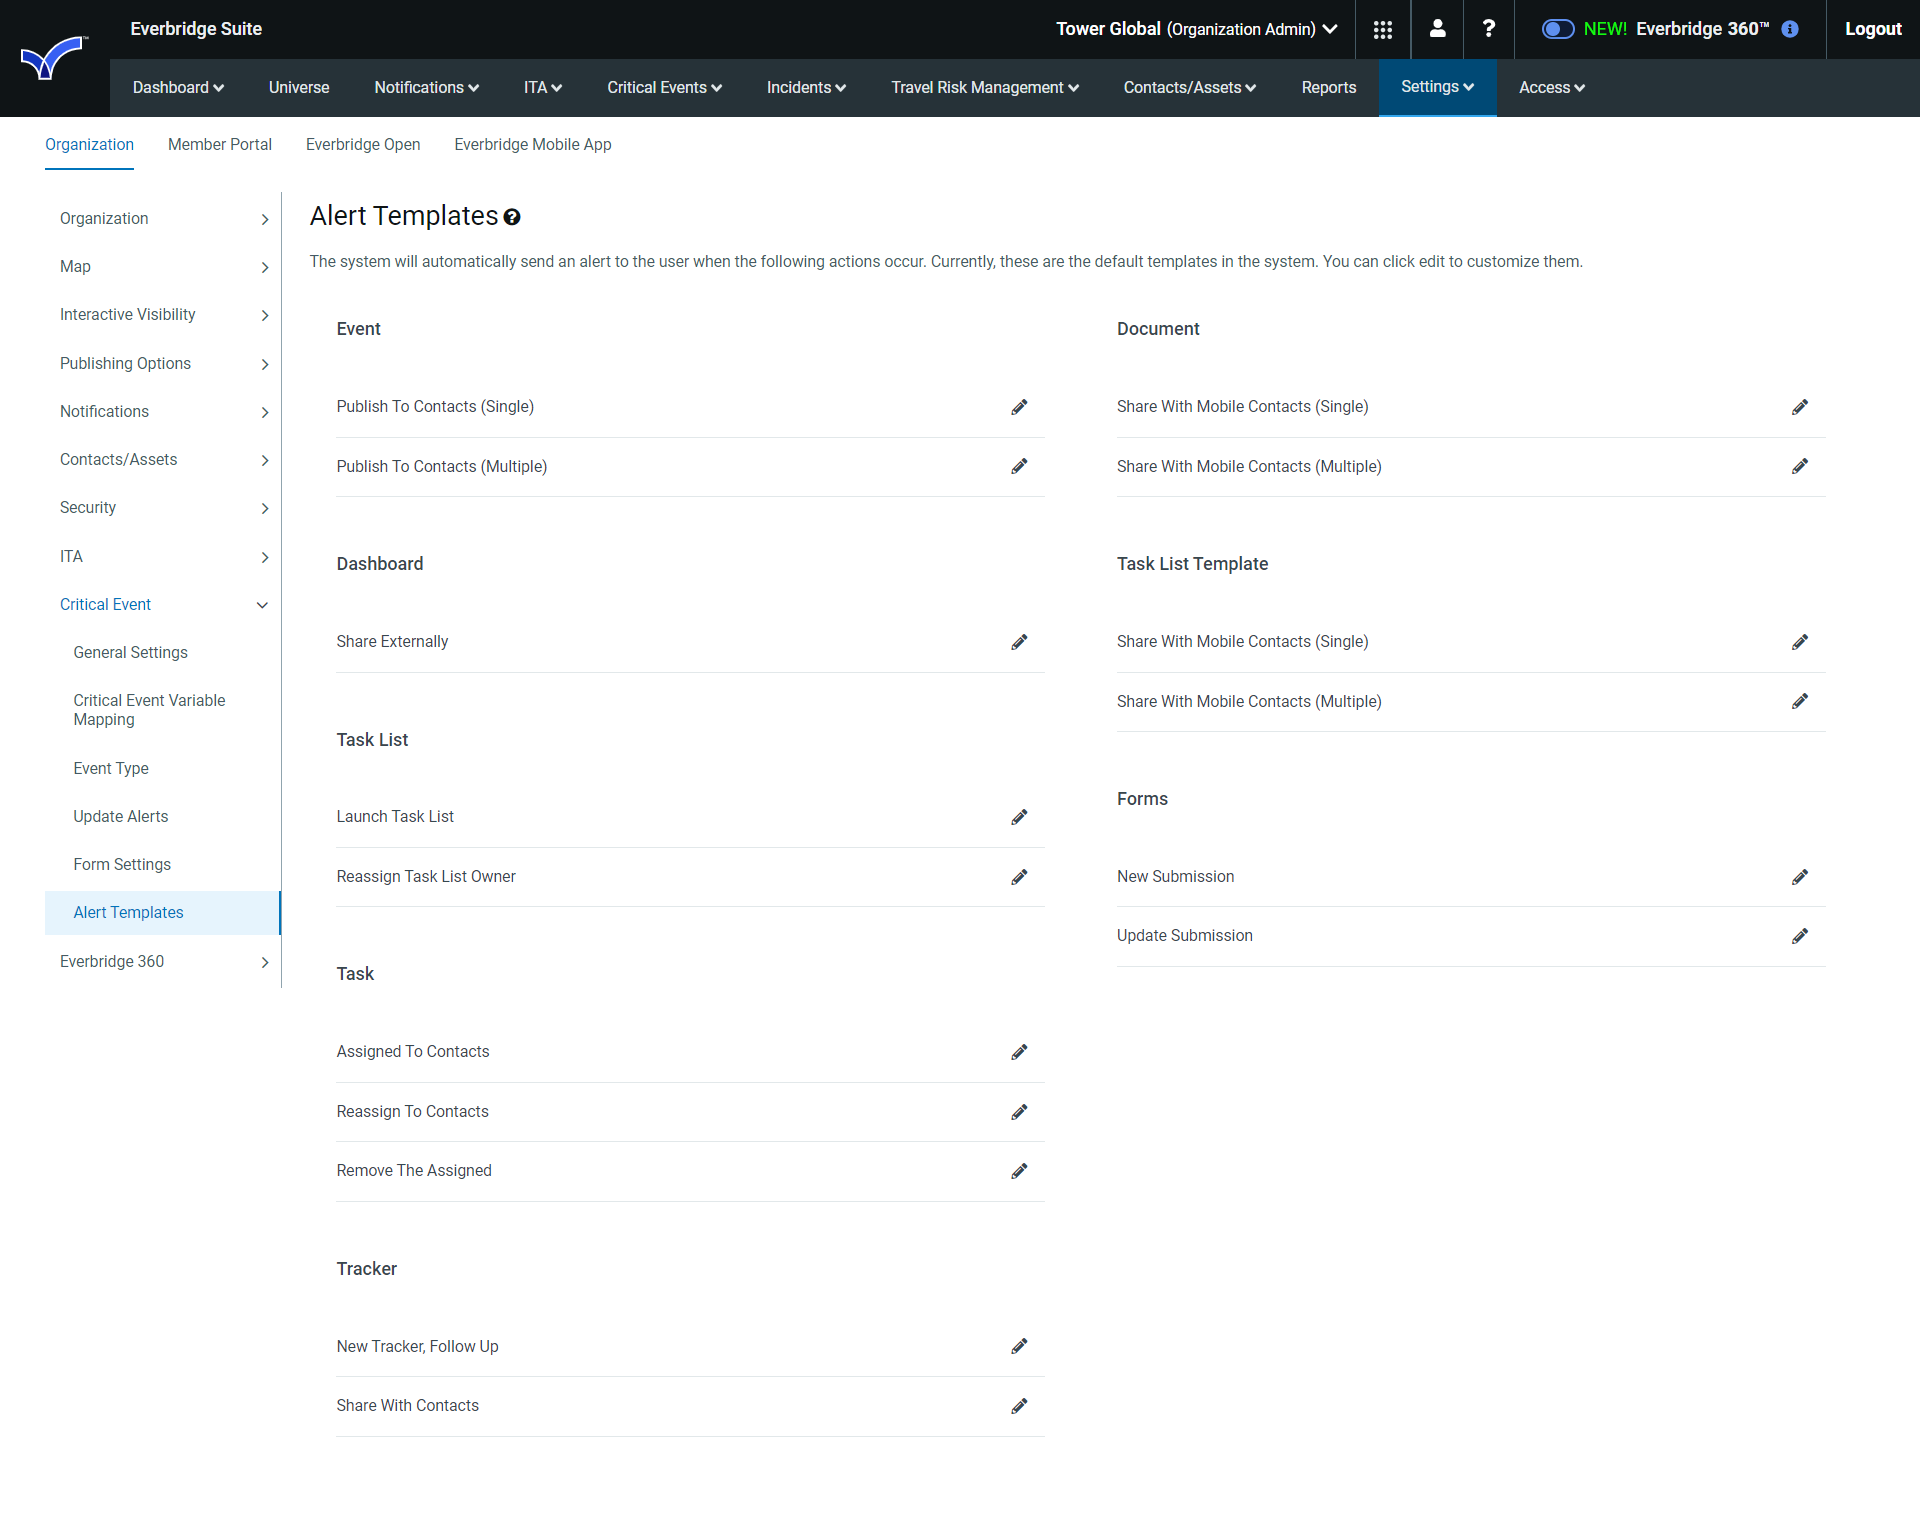 Everbridge Suite
Tower Global (Organization Admin)
?
NEW! Everbridge 360™
Logout
Dashboard
Universe
Notifications
ITA
Critical Events
Incidents
Travel Risk Management
Contacts/Assets
Reports
Settings
Access
Organization
Member Portal
Everbridge Open
Everbridge Mobile App
Organization
Map
Interactive Visibility
Publishing Options
Notifications
Contacts/Assets
Security
ITA
Critical Event
General Settings
Critical Event Variable
Mapping
Event Type
Update Alerts
Form Settings
Alert Templates
Everbridge 360
Alert Templates
The system will automatically send an alert to the user when the following actions occur. Currently, these are the default templates in the system. You can click edit to customize them.
Event
Publish To Contacts (Single)
Publish To Contacts (Multiple)
Dashboard
Share Externally
Task List
Launch Task List
Reassign Task List Owner
Task
Assigned To Contacts
Reassign To Contacts
Remove The Assigned
Tracker
New Tracker, Follow Up
Share With Contacts
Document
Share With Mobile Contacts (Single)
Share With Mobile Contacts (Multiple)
Task List Template
Share With Mobile Contacts (Single)
Share With Mobile Contacts (Multiple)
Forms
New Submission
Update Submission